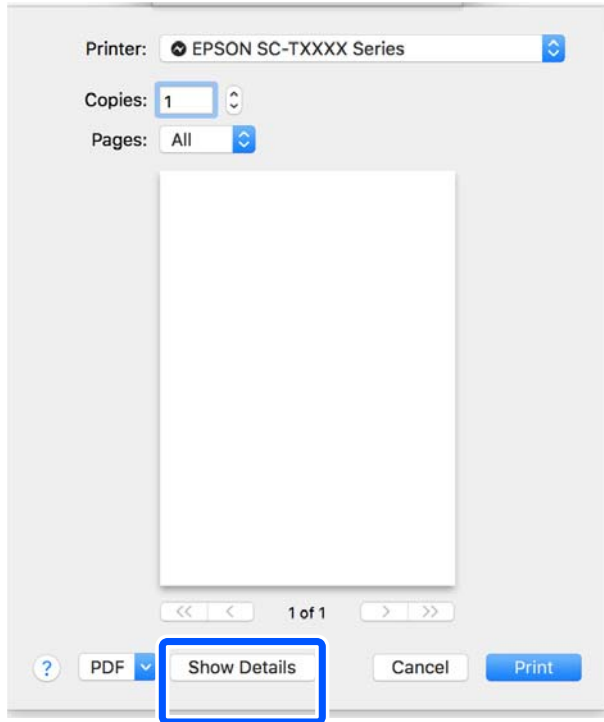 Printer: EPSON SC-TXXXX Series
Copies: 1
Pages: All
<< < 1 of 1 > >>
? PDF Show Details Cancel Print